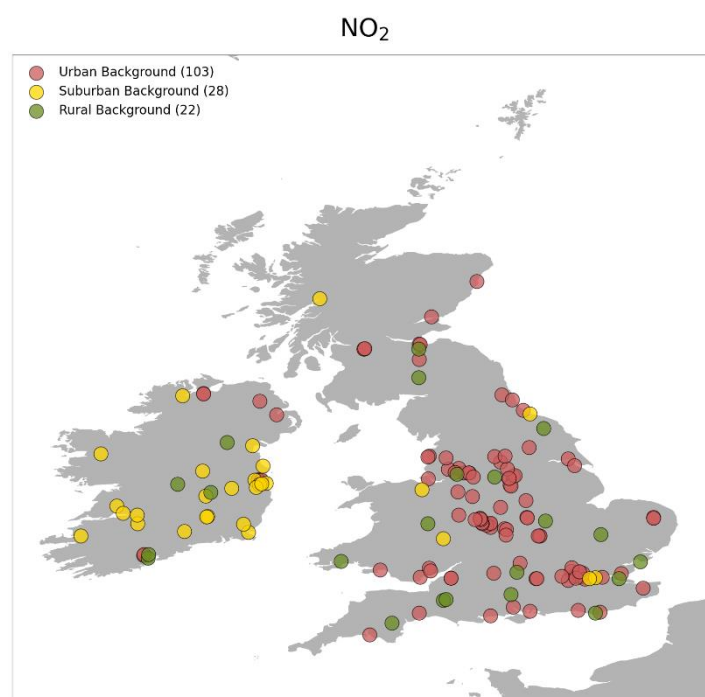 NO₂
Urban Background (103)
Suburban Background (28)
Rural Background (22)